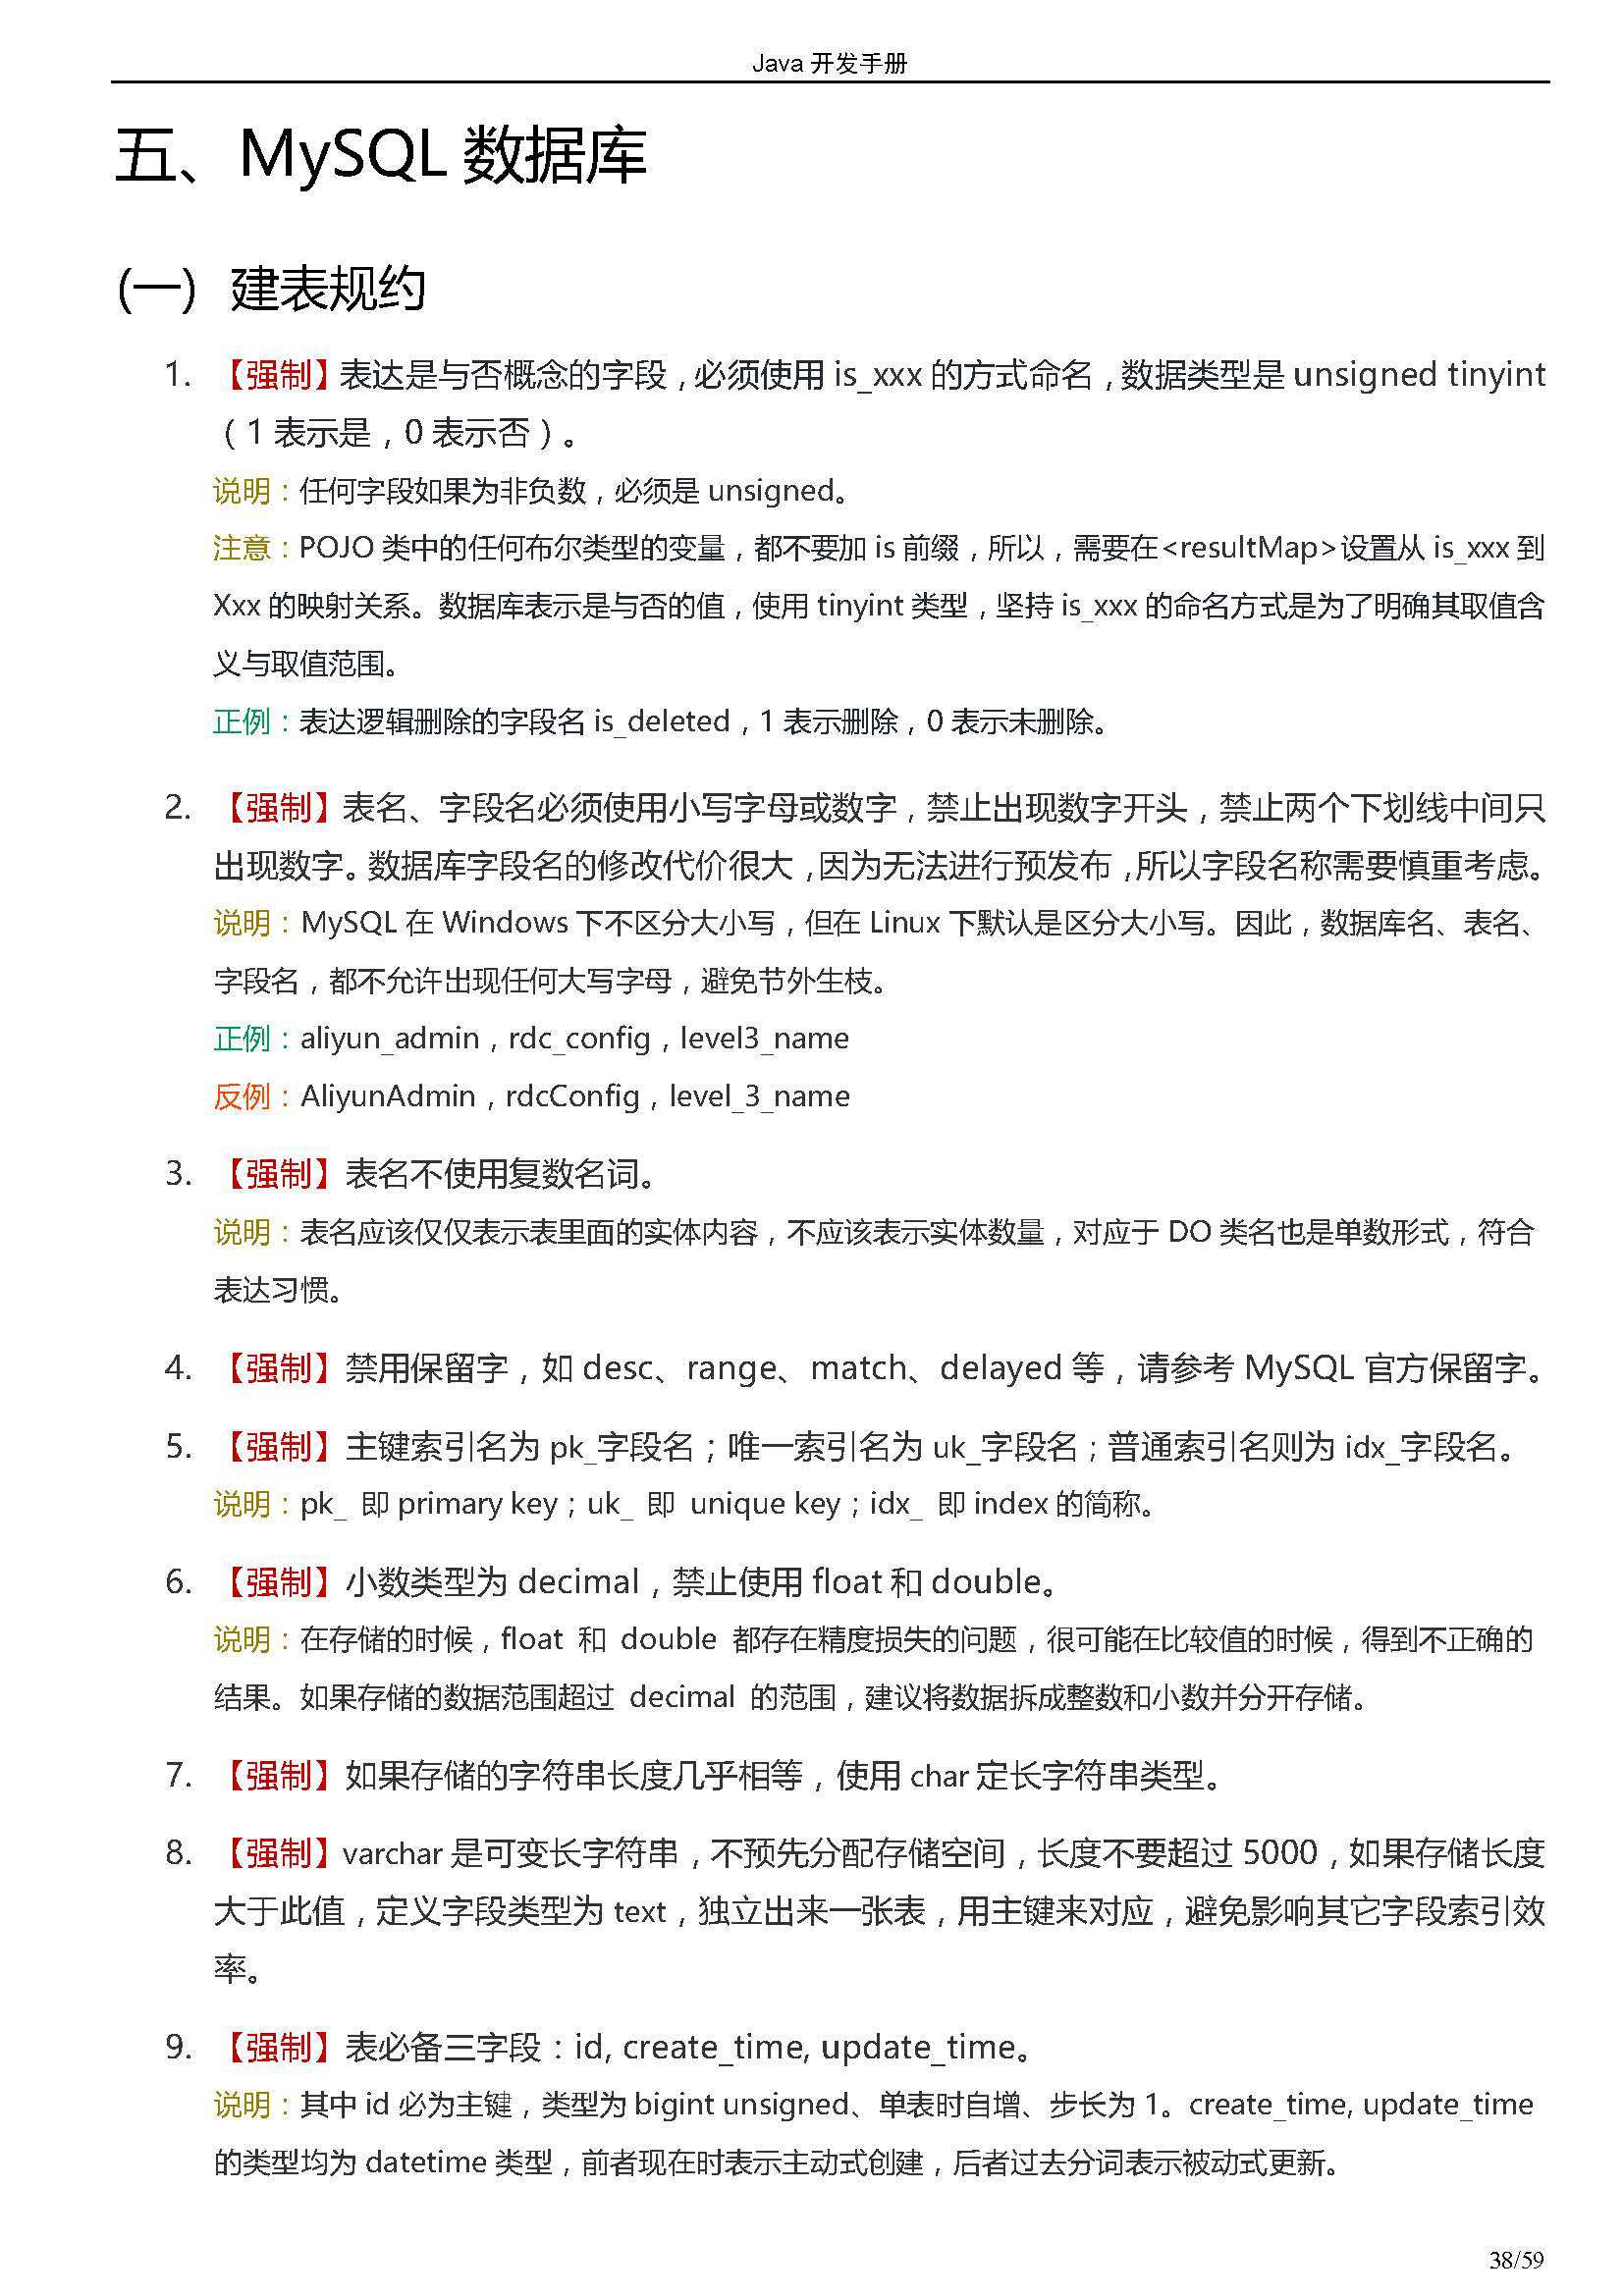 Java 开发手册
五、MySQL 数据库
(一) 建表规约
1. 【强制】表达是与否概念的字段，必须使用 is_xxx 的方式命名，数据类型是 unsigned tinyint
（1 表示是，0 表示否）。
说明：任何字段如果为非负数，必须是 unsigned。
注意：POJO 类中的任何布尔类型的变量，都不要加 is 前缀，所以，需要在<resultMap>设置从 is_xxx 到
Xxx 的映射关系。数据库表示是与否的值，使用 tinyint 类型，坚持 is_xxx 的命名方式是为了明确其取值含
义与取值范围。
正例：表达逻辑删除的字段名 is_deleted，1 表示删除，0 表示未删除。
2. 【强制】表名、字段名必须使用小写字母或数字，禁止出现数字开头，禁止两个下划线中间只
出现数字。数据库字段名的修改代价很大，因为无法进行预发布，所以字段名称需要慎重考虑。
说明：MySQL 在 Windows 下不区分大小写，但在 Linux 下默认是区分大小写。因此，数据库名、表名、
字段名，都不允许出现任何大写字母，避免节外生枝。
正例：aliyun_admin，rdc_config，level3_name
反例：AliyunAdmin，rdcConfig，level_3_name
3. 【强制】表名不使用复数名词。
说明：表名应该仅仅表示表里面的实体内容，不应该表示实体数量，对应于 DO 类名也是单数形式，符合
表达习惯。
4. 【强制】禁用保留字，如 desc、range、match、delayed 等，请参考 MySQL 官方保留字。
5. 【强制】主键索引名为 pk_字段名；唯一索引名为 uk_字段名；普通索引名则为 idx_字段名。
说明：pk_ 即 primary key；uk_ 即 unique key；idx_ 即 index 的简称。
6. 【强制】小数类型为 decimal，禁止使用 float 和 double。
说明：在存储的时候，float 和 double 都存在精度损失的问题，很可能在比较值的时候，得到不正确的
结果。如果存储的数据范围超过 decimal 的范围，建议将数据拆成整数和小数并分开存储。
7. 【强制】如果存储的字符串长度几乎相等，使用 char 定长字符串类型。
8. 【强制】varchar 是可变长字符串，不预先分配存储空间，长度不要超过 5000，如果存储长度
大于此值，定义字段类型为 text，独立出来一张表，用主键来对应，避免影响其它字段索引效
率。
9. 【强制】表必备三字段：id, create_time, update_time。
说明：其中 id 必为主键，类型为 bigint unsigned、单表时自增、步长为 1。create_time, update_time
的类型均为 datetime 类型，前者现在时表示主动式创建，后者过去分词表示被动式更新。
38/59